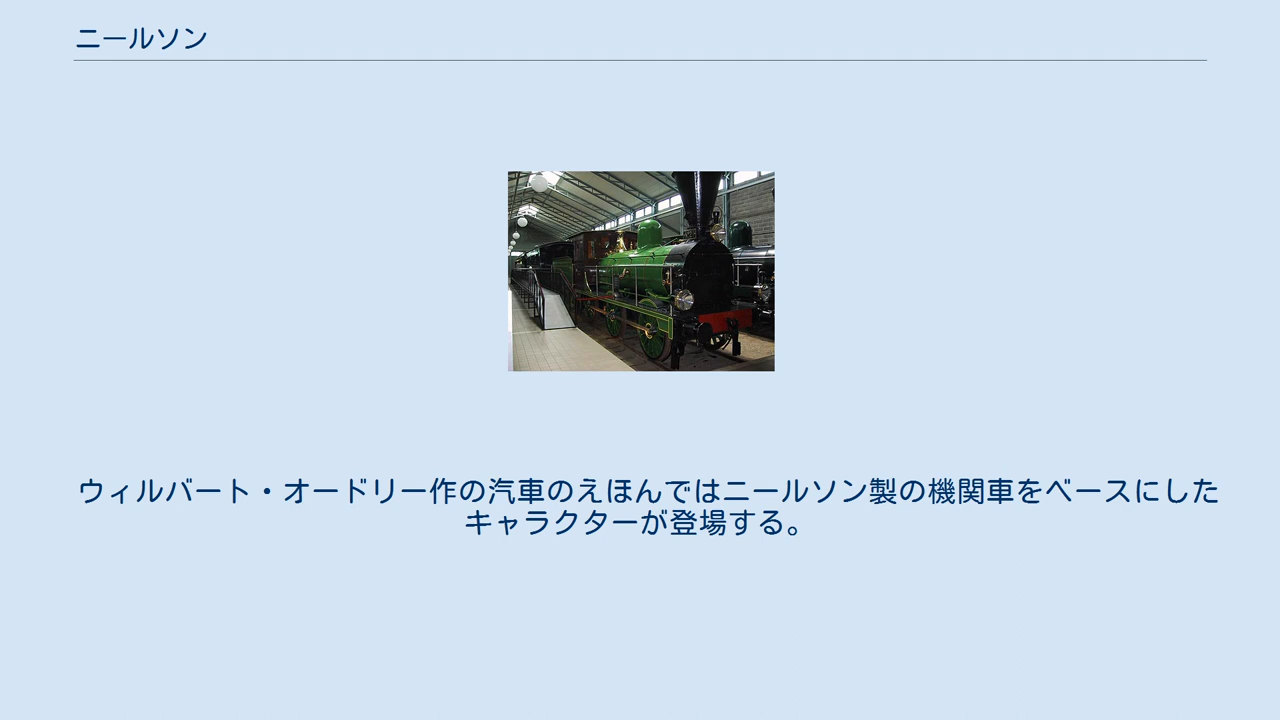 ニールソン
ウィルバート・オードリー作の汽車のえほんではニールソン製の機関車をベースにした
キャラクターが登場する。